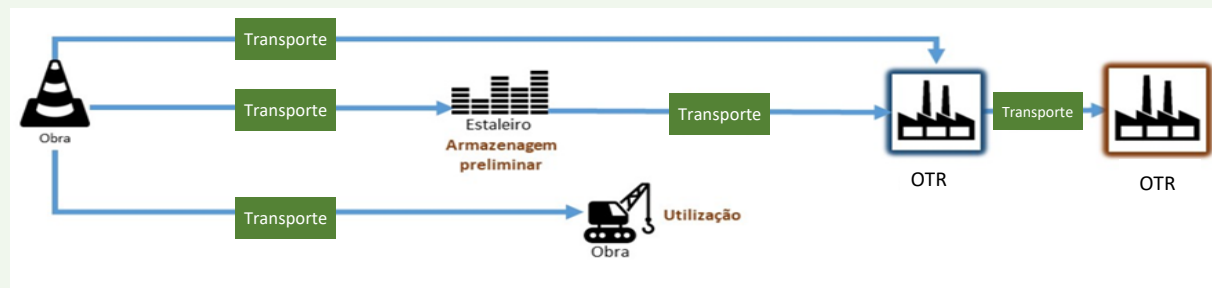 Transporte
Obra
Transporte
Estaleiro
Armazenagem
preliminar
Transporte
OTR
Transporte
OTR
Transporte
Utilização
Obra